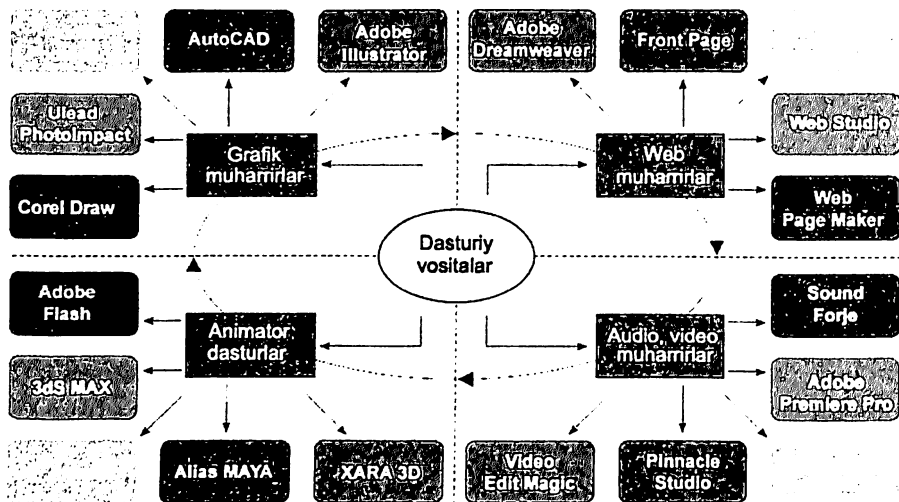 AutoCAD
Adobe
Illustrator
Adobe
Dreamweaver
Front Page
Ulead
PhotoImpact
Grafik
muharrirlar
Web
muharrirlar
Web Studio
Corel Draw
Web
Page Maker
Dasturiy
vositalar
Adobe
Flash
Animator
dasturlar
Audio, video
muharrirlar
Sound
Forje
3dS MAX
Adobe
Premiere Pro
Alias MAYA
XARA 3D
Video
Edit Magic
Pinnacle
Studio